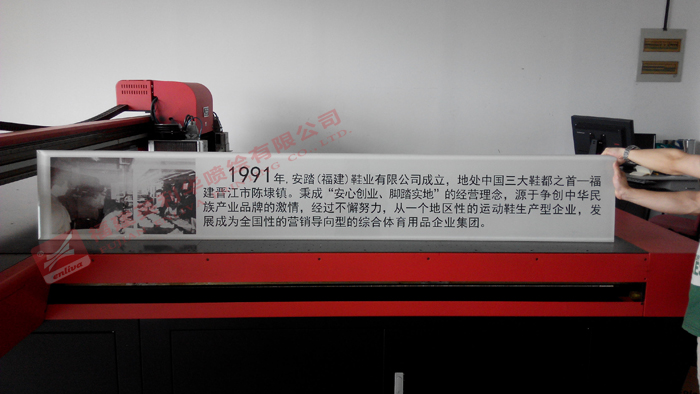 喷绘有限公司
1991年,安踏(福建)鞋业有限公司成立，地处中国三大鞋都之首—福
建晋江市陈埭镇。秉成“安心创业、脚踏实地”的经营理念，源于争创中华民
族产业品牌的激情，经过不懈努力，从一个地区性的运动鞋生产型企业，发
展成为全国性的营销导向型的综合体育用品企业集团。
enliva